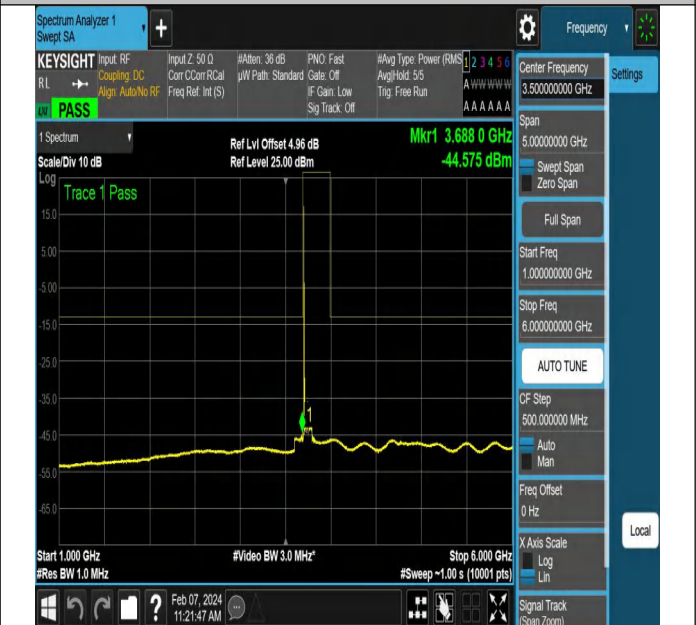 Spectrum Analyzer 1
Swept SA
Frequency
KEYSIGHT
Input: RF
Coupling: DC
Align: Auto/No RF
Input Z: 50 Ω
Corr CCorr RCal
Freq Ref: Int (S)
#Atten: 36 dB
µW Path: Standard
PNO: Fast
Gate: Off
IF Gain: Low
Sig Track: Off
#Avg Type: Power (RMS
Avg|Hold: 5/5
Trig: Free Run
1 2 3 4 5 6
A W W W W W
A A A A A A
RL
PASS
1 Spectrum
Scale/Div 10 dB
Ref Lvl Offset 4.96 dB
Ref Level 25.00 dBm
Mkr1 3.688 0 GHz
-44.575 dBm
Log
Trace 1 Pass
15.0
5.00
-5.00
-15.0
-25.0
-35.0
-45.0
-55.0
-65.0
1
Start 1.000 GHz
#Res BW 1.0 MHz
#Video BW 3.0 MHz*
Stop 6.000 GHz
#Sweep ~1.00 s (10001 pts)
Feb 07, 2024
11:21:47 AM
Center Frequency
3.500000000 GHz
Settings
Span
5.00000000 GHz
Swept Span
Zero Span
Full Span
Start Freq
1.000000000 GHz
Stop Freq
6.000000000 GHz
AUTO TUNE
CF Step
500.000000 MHz
Auto
Man
Freq Offset
0 Hz
X Axis Scale
Log
Lin
Local
Signal Track
(Span Zoom)